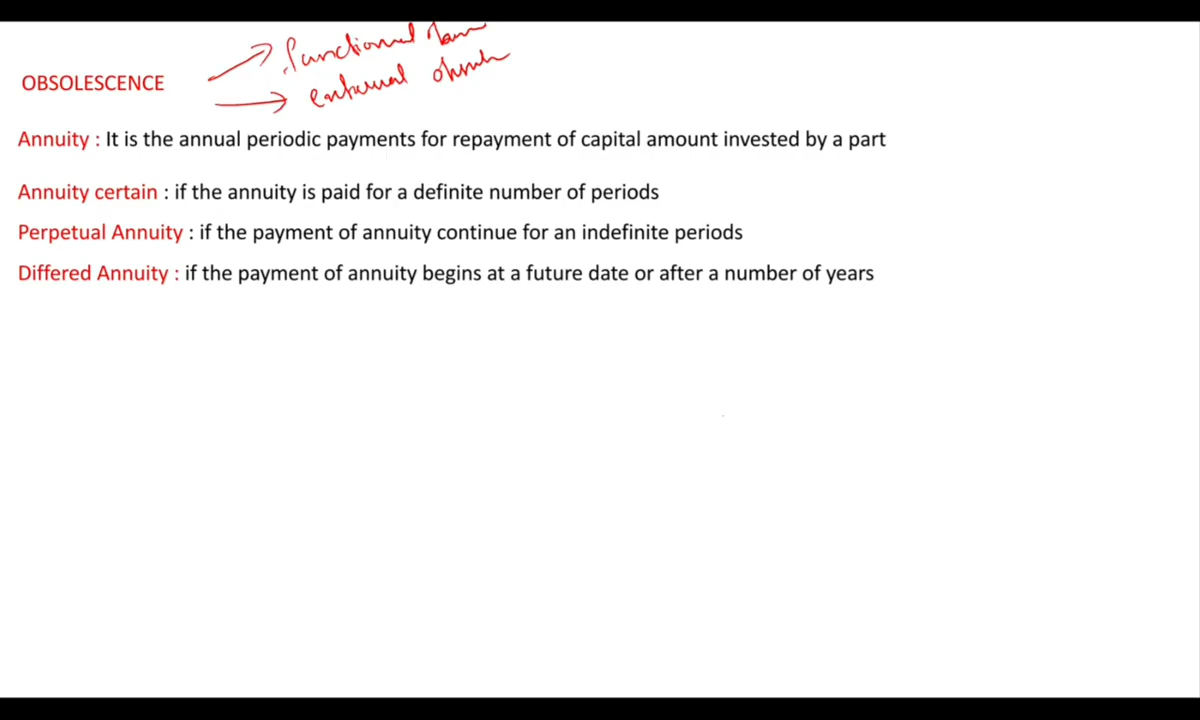 functional
OBSOLESCENCE
external
Annuity : It is the annual periodic payments for repayment of capital amount invested by a part
Annuity certain : if the annuity is paid for a definite number of periods
Perpetual Annuity : if the payment of annuity continue for an indefinite periods
Differed Annuity : if the payment of annuity begins at a future date or after a number of years